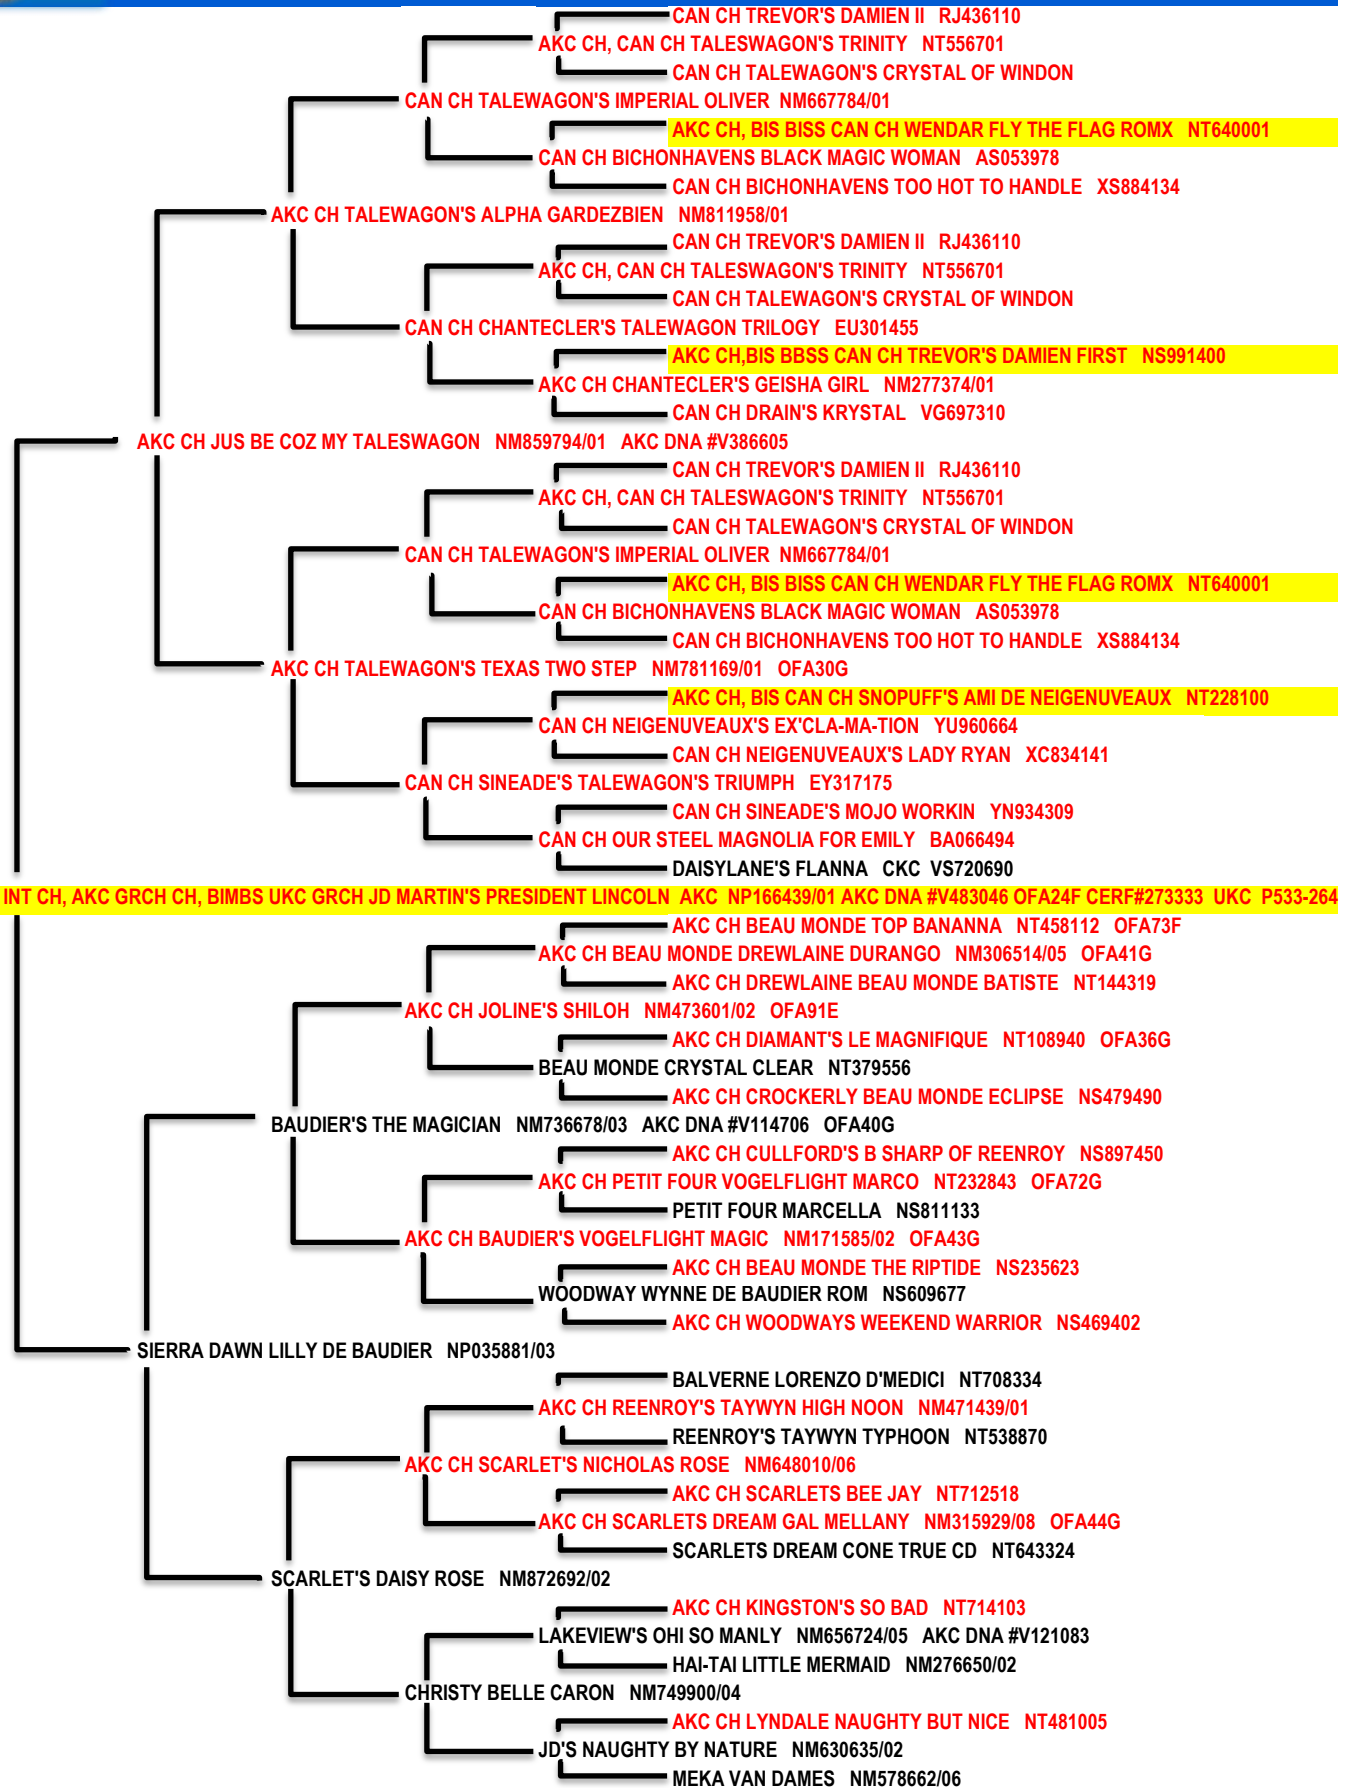 CAN CH TREVOR'S DAMIEN II RJ436110
AKC CH, CAN CH TALESWAGON'S TRINITY NT556701
CAN CH TALEWAGON'S CRYSTAL OF WINDON
CAN CH TALEWAGON'S IMPERIAL OLIVER NM667784/01
AKC CH, BIS BISS CAN CH WENDAR FLY THE FLAG ROMX NT640001
CAN CH BICHONHAVENS BLACK MAGIC WOMAN AS053978
CAN CH BICHONHAVENS TOO HOT TO HANDLE XS884134
AKC CH TALEWAGON'S ALPHA GARDEZBIEN NM811958/01
CAN CH TREVOR'S DAMIEN II RJ436110
AKC CH, CAN CH TALESWAGON'S TRINITY NT556701
CAN CH TALEWAGON'S CRYSTAL OF WINDON
CAN CH CHANTECLER'S TALEWAGON TRILOGY EU301455
AKC CH,BIS BBSS CAN CH TREVOR'S DAMIEN FIRST NS991400
AKC CH CHANTECLER'S GEISHA GIRL NM277374/01
CAN CH DRAIN'S KRYSTAL VG697310
AKC CH JUS BE COZ MY TALESWAGON NM859794/01 AKC DNA #V386605
CAN CH TREVOR'S DAMIEN II RJ436110
AKC CH, CAN CH TALESWAGON'S TRINITY NT556701
CAN CH TALEWAGON'S CRYSTAL OF WINDON
CAN CH TALEWAGON'S IMPERIAL OLIVER NM667784/01
AKC CH, BIS BISS CAN CH WENDAR FLY THE FLAG ROMX NT640001
CAN CH BICHONHAVENS BLACK MAGIC WOMAN AS053978
CAN CH BICHONHAVENS TOO HOT TO HANDLE XS884134
AKC CH TALEWAGON'S TEXAS TWO STEP NM781169/01 OFA30G
AKC CH, BIS CAN CH SNOPUFF'S AMI DE NEIGENUVEAUX NT228100
CAN CH NEIGENUVEAUX'S EX'CLA-MA-TION YU960664
CAN CH NEIGENUVEAUX'S LADY RYAN XC834141
CAN CH SINEADE'S TALEWAGON'S TRIUMPH EY317175
CAN CH SINEADE'S MOJO WORKIN YN934309
CAN CH OUR STEEL MAGNOLIA FOR EMILY BA066494
DAISYLANE'S FLANNA CKC VS720690
INT CH, AKC GRCH CH, BIMBS UKC GRCH JD MARTIN'S PRESIDENT LINCOLN AKC NP166439/01 AKC DNA #V483046 OFA24F CERF#273333 UKC P533-264
AKC CH BEAU MONDE TOP BANANNA NT458112 OFA73F
AKC CH BEAU MONDE DREWLAINE DURANGO NM306514/05 OFA41G
AKC CH DREWLAINE BEAU MONDE BATISTE NT144319
AKC CH JOLINE'S SHILOH NM473601/02 OFA91E
AKC CH DIAMANT'S LE MAGNIFIQUE NT108940 OFA36G
BEAU MONDE CRYSTAL CLEAR NT379556
AKC CH CROCKERLY BEAU MONDE ECLIPSE NS479490
BAUDIER'S THE MAGICIAN NM736678/03 AKC DNA #V114706 OFA40G
AKC CH CULLFORD'S B SHARP OF REENROY NS897450
AKC CH PETIT FOUR VOGELFLIGHT MARCO NT232843 OFA72G
PETIT FOUR MARCELLA NS811133
AKC CH BAUDIER'S VOGELFLIGHT MAGIC NM171585/02 OFA43G
AKC CH BEAU MONDE THE RIPTIDE NS235623
WOODWAY WYNNE DE BAUDIER ROM NS609677
AKC CH WOODWAYS WEEKEND WARRIOR NS469402
SIERRA DAWN LILLY DE BAUDIER NP035881/03
BALVERNE LORENZO D'MEDICI NT708334
AKC CH REENROY'S TAYWYN HIGH NOON NM471439/01
REENROY'S TAYWYN TYPHOON NT538870
AKC CH SCARLET'S NICHOLAS ROSE NM648010/06
AKC CH SCARLETS BEE JAY NT712518
AKC CH SCARLETS DREAM GAL MELLANY NM315929/08 OFA44G
SCARLETS DREAM CONE TRUE CD NT643324
SCARLET'S DAISY ROSE NM872692/02
AKC CH KINGSTON'S SO BAD NT714103
LAKEVIEW'S OHI SO MANLY NM656724/05 AKC DNA #V121083
HAI-TAI LITTLE MERMAID NM276650/02
CHRISTY BELLE CARON NM749900/04
AKC CH LYNDALE NAUGHTY BUT NICE NT481005
JD'S NAUGHTY BY NATURE NM630635/02
MEKA VAN DAMES NM578662/06